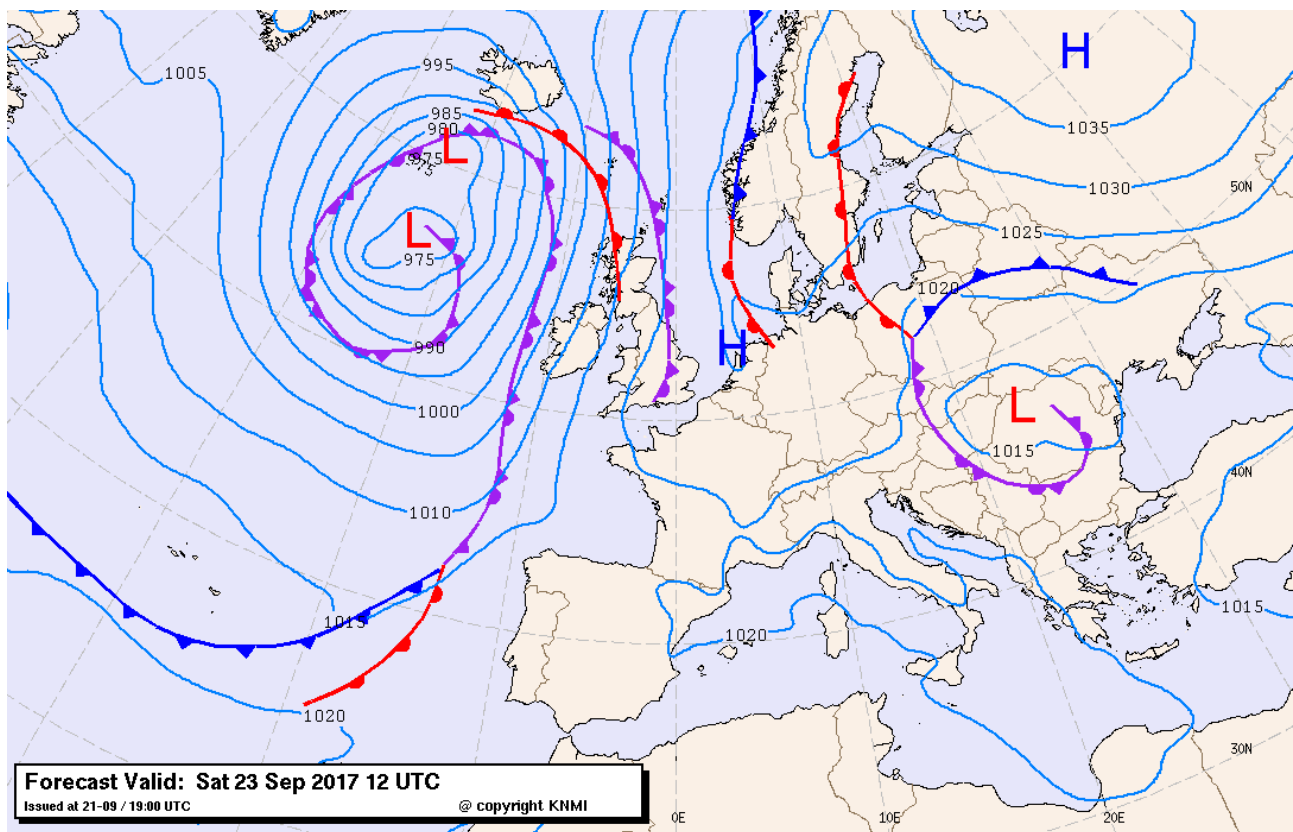 H
1005
995
1035
985
980
L
975
975
1030
50N
L
1025
975
1020
990
H
1000
L
1015
40N
1010
1015
1015
1020
1020
30N
Forecast Valid: Sat 23 Sep 2017 12 UTC
Issued at 21-09 / 19:00 UTC
@ copyright KNMI
0E
10E
20E